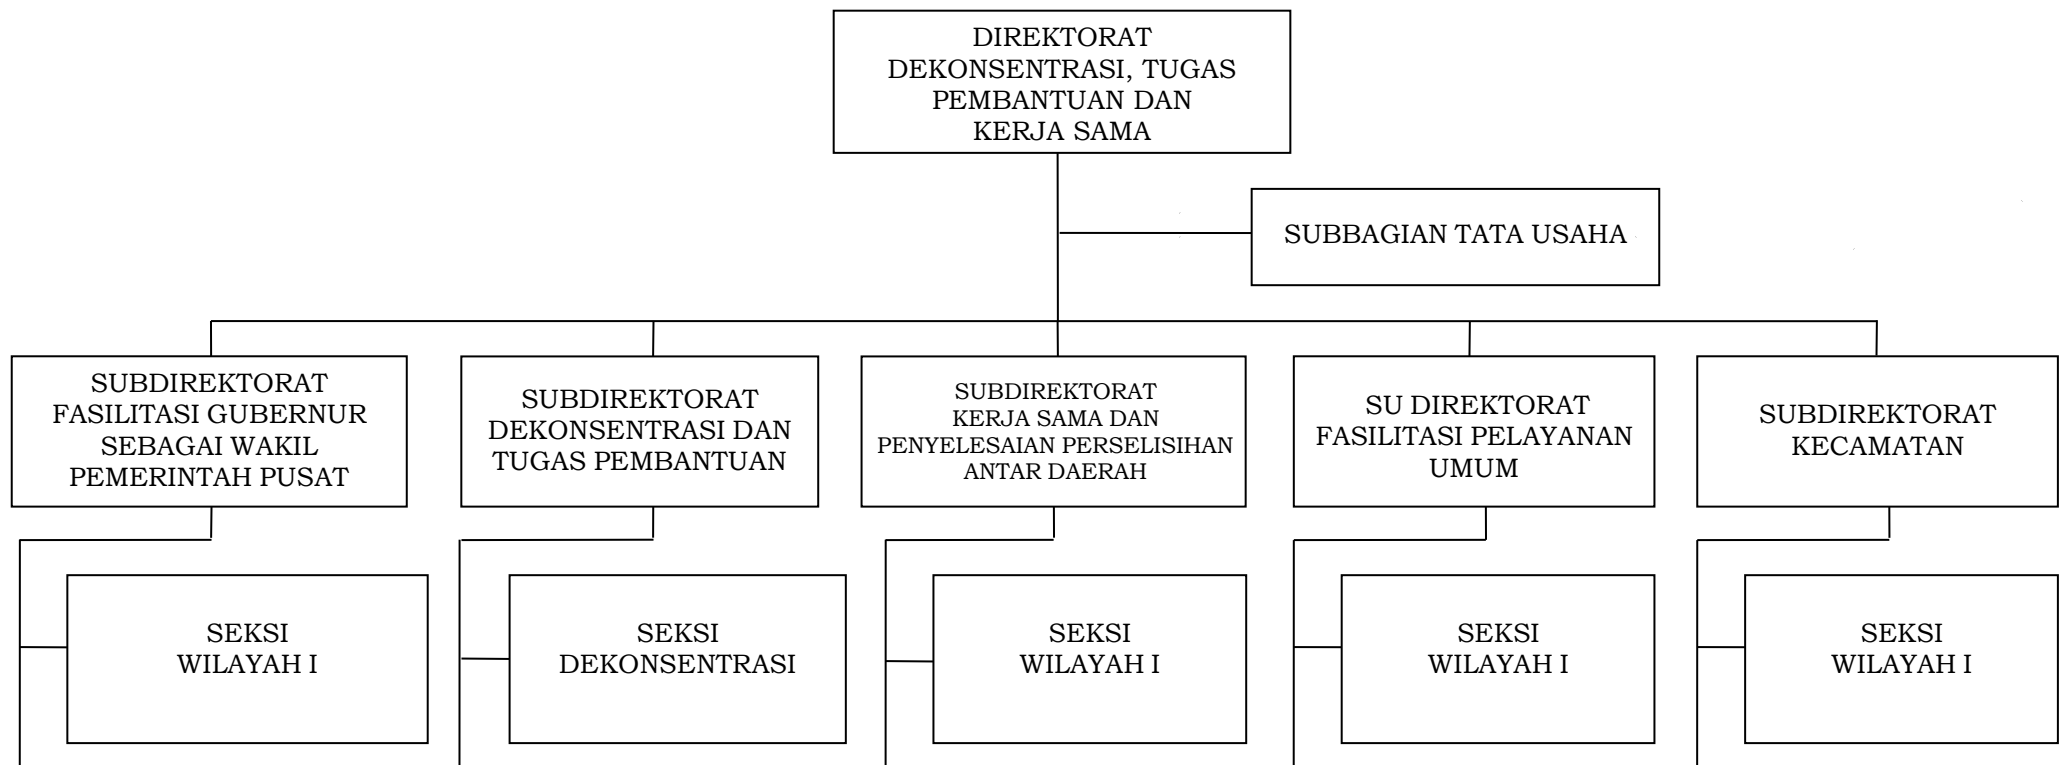 DIREKTORAT
DEKONSENTRASI, TUGAS
PEMBANTUAN DAN
KERJA SAMA
SUBBAGIAN TATA USAHA
SUBDIREKTORAT
FASILITASI GUBERNUR
SEBAGAI WAKIL
PEMERINTAH PUSAT
SUBDIREKTORAT
DEKONSENTRASI DAN
TUGAS PEMBANTUAN
SUBDIREKTORAT
KERJA SAMA DAN
PENYELESAIAN PERSELISIHAN
ANTAR DAERAH
SU DIREKTORAT
FASILITASI PELAYANAN
UMUM
SUBDIREKTORAT
KECAMATAN
SEKSI
WILAYAH I
SEKSI
DEKONSENTRASI
SEKSI
WILAYAH I
SEKSI
WILAYAH I
SEKSI
WILAYAH I